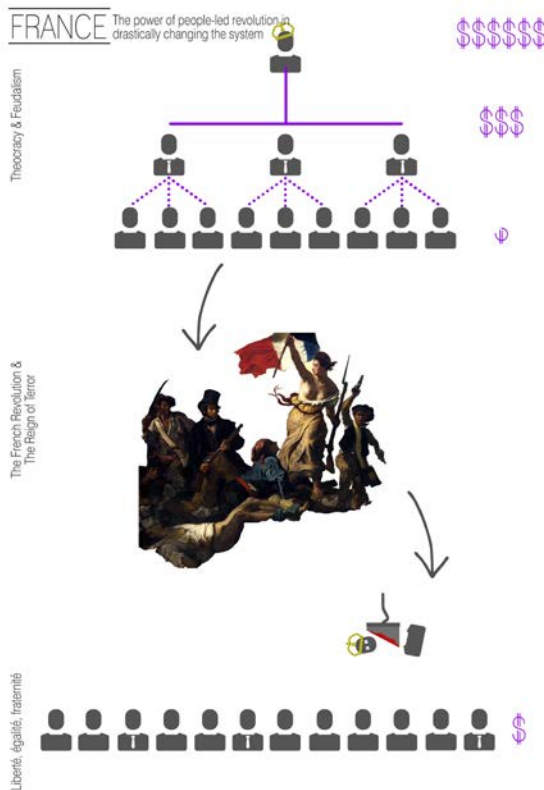 FRANCE
The power of people-led revolution in
drastically changing the system
$$$$$$
Theocracy & Feudalism
$$$
The French Revolution &
The Reign of Terror
Liberté, égalité, fraternité
$